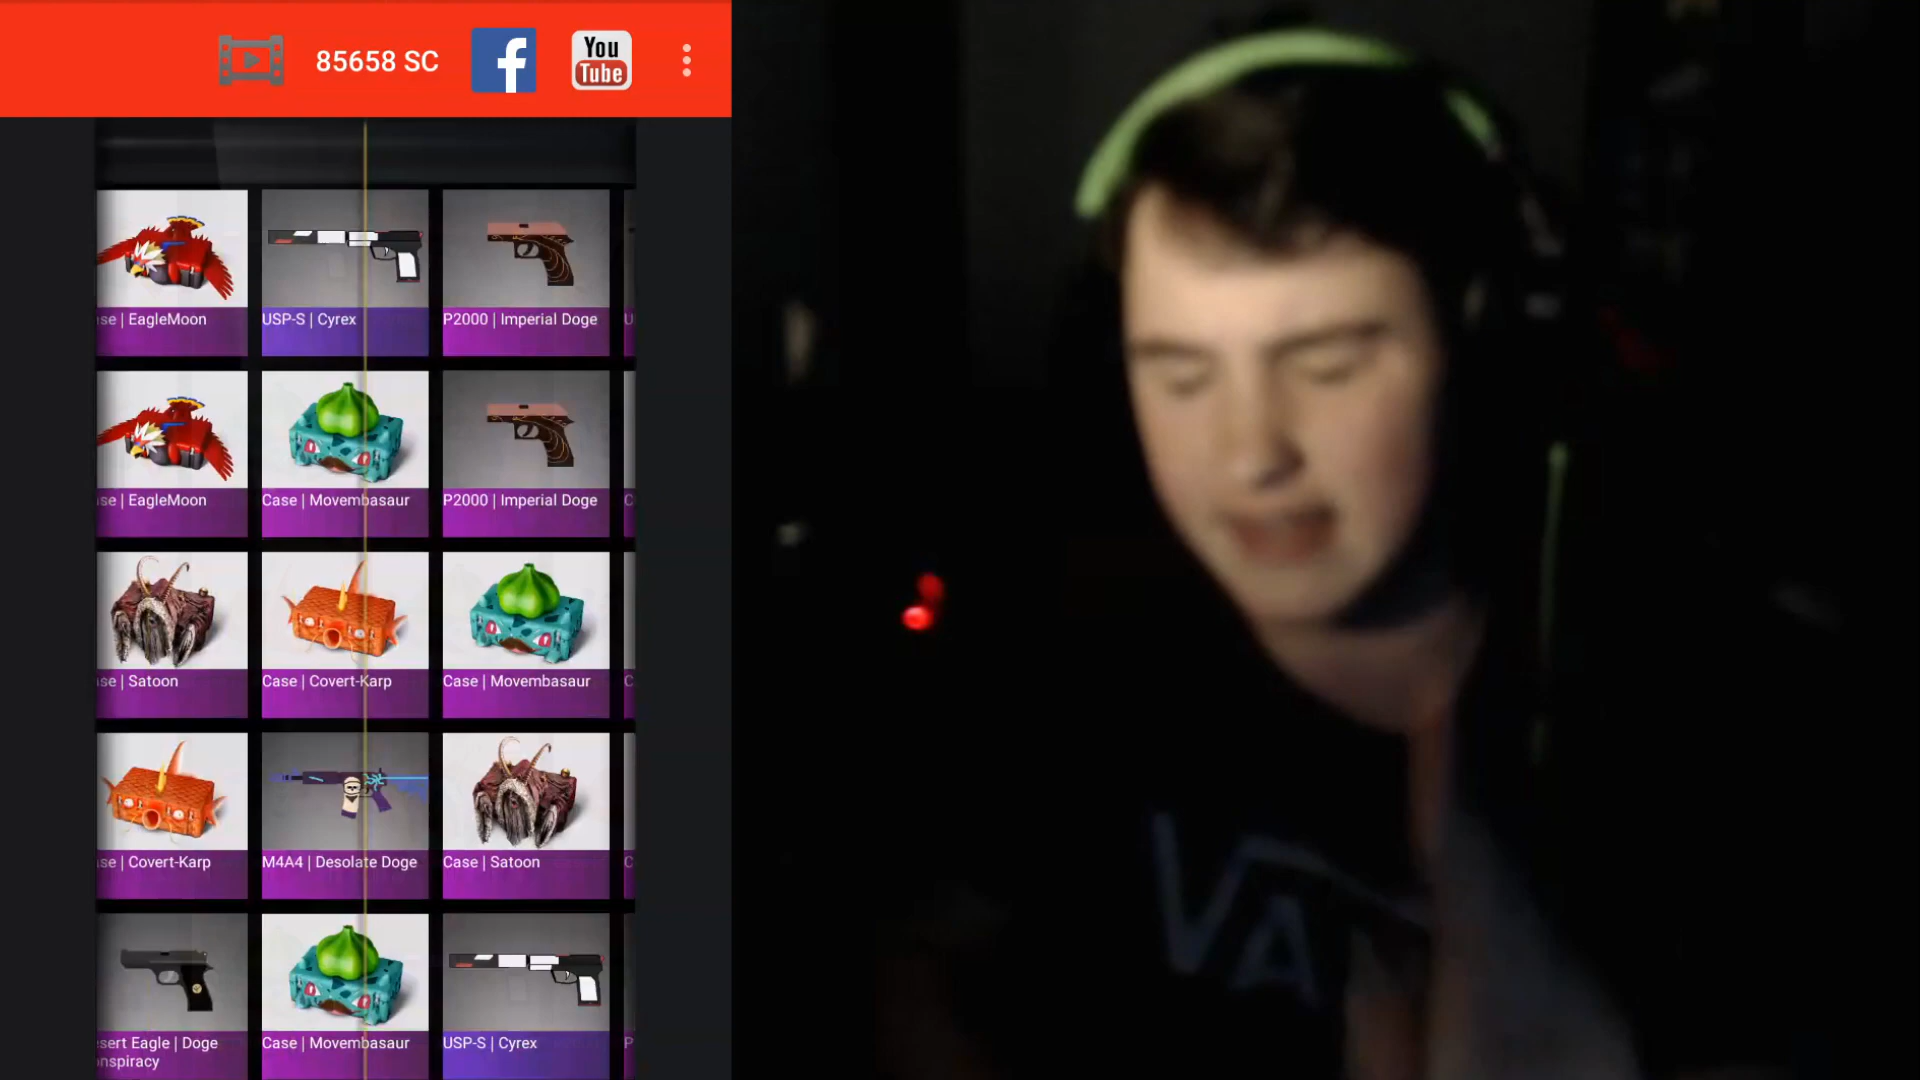 85658 SC
f
You
Tube
se | EagleMoon
USP-S | Cyrex
P2000 | Imperial Doge
U
se | EagleMoon
Case | Movembasaur
P2000 | Imperial Doge
C
se | Satoon
Case | Covert-Karp
Case | Movembasaur
C
se | Covert-Karp
M4A4 | Desolate Doge
Case | Satoon
C
sert Eagle | Doge
nspiracy
Case | Movembasaur
USP-S | Cyrex
P
VA